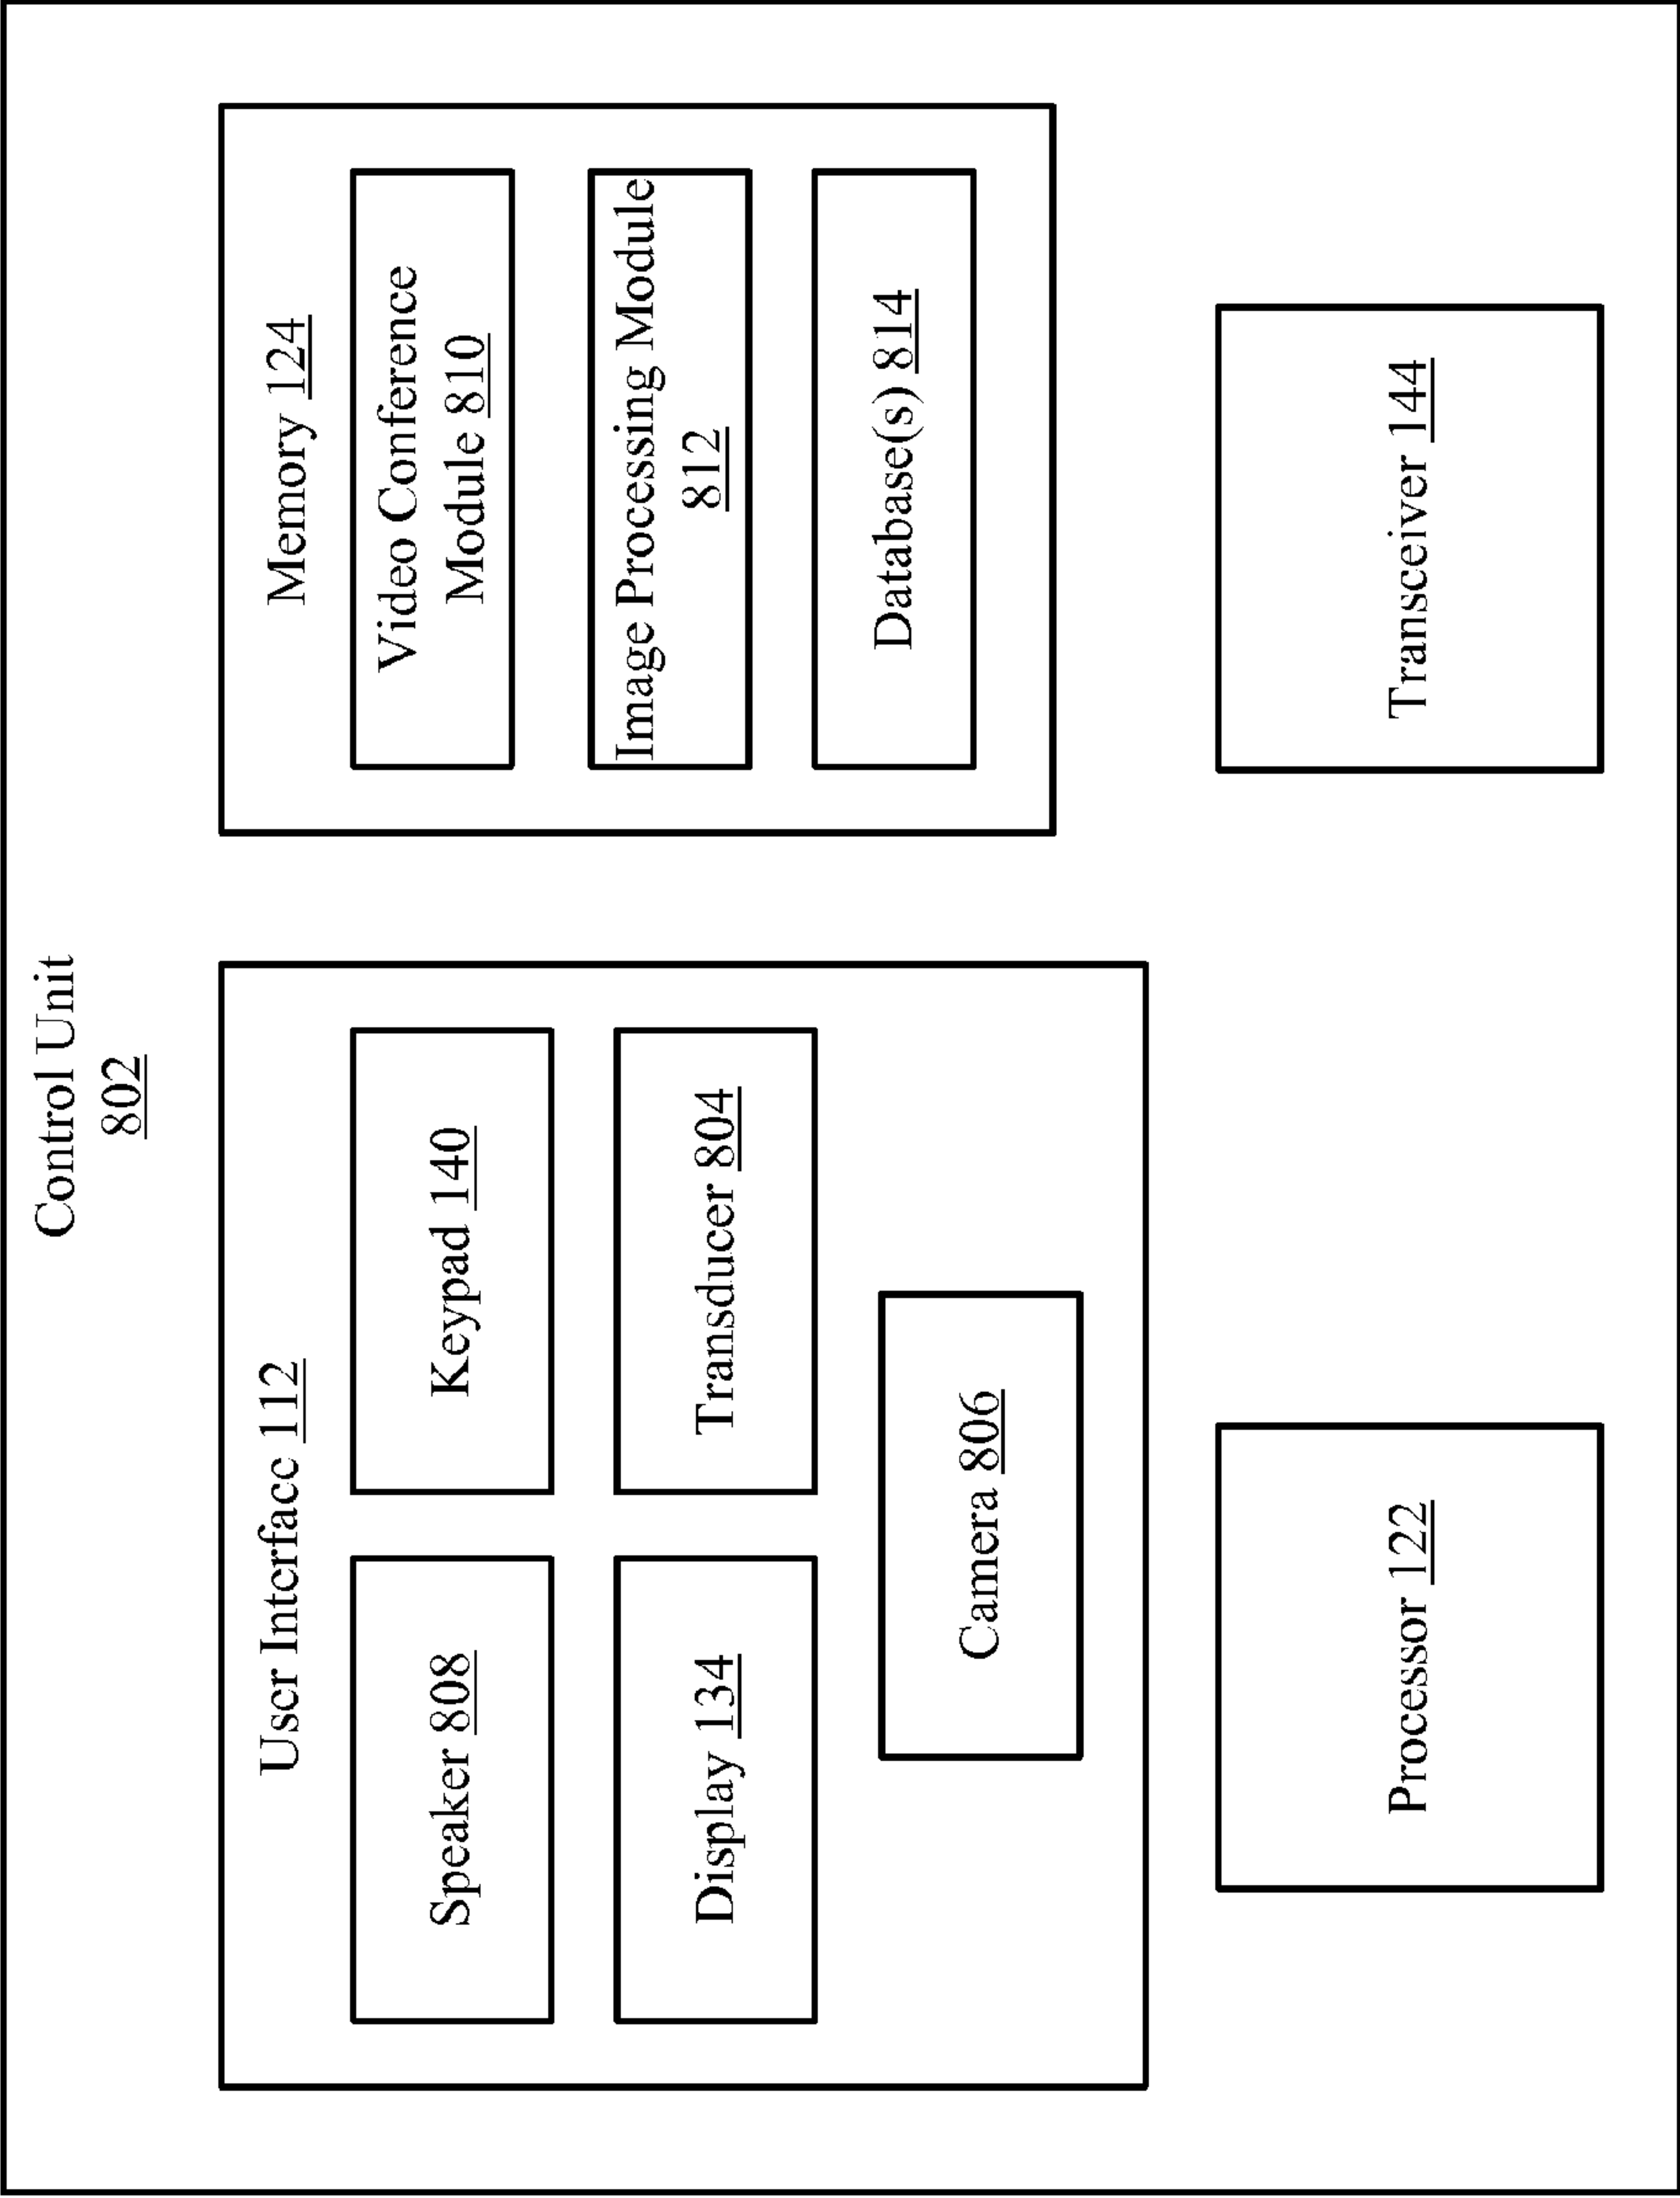 Control Unit
802
User Interface 112
Speaker 808
Keypad 140
Display 134
Transducer 804
Camera 806
Memory 124
Video Conference
Module 810
Image Processing Module
812
Database(s) 814
Processor 122
Transceiver 144